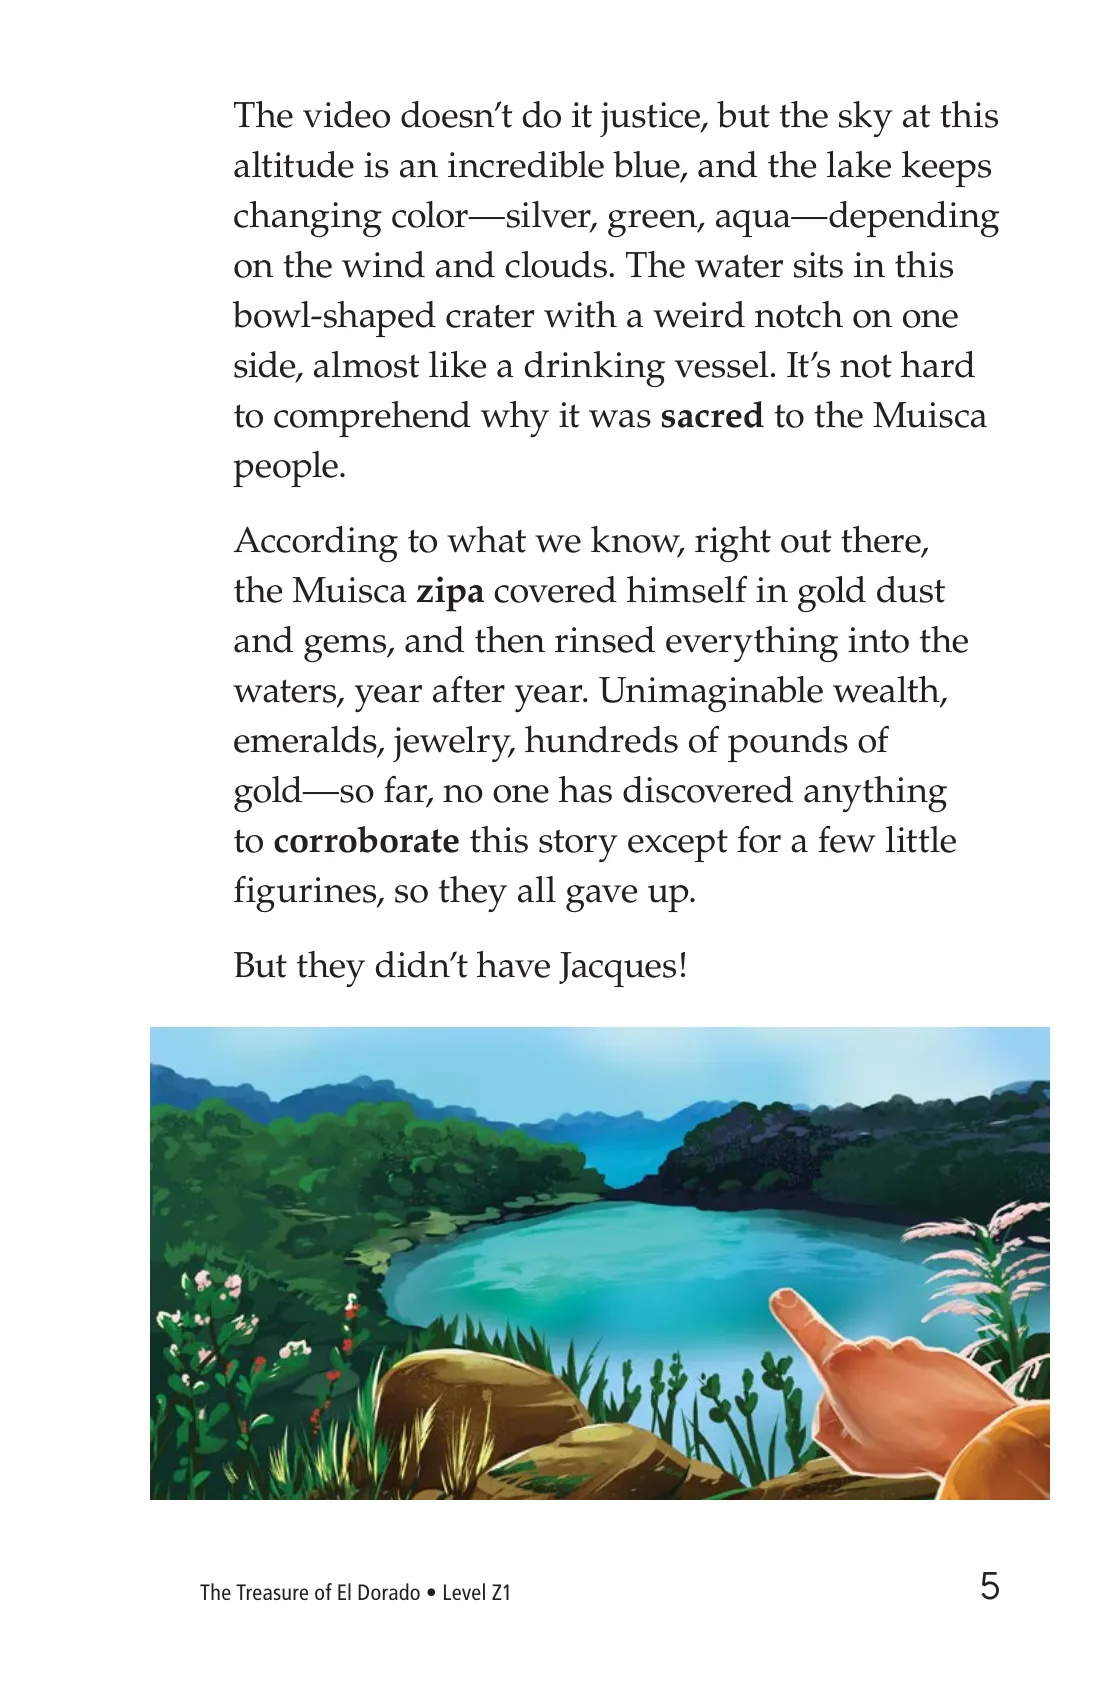 The video doesn’t do it justice, but the sky at this
altitude is an incredible blue, and the lake keeps
changing color—silver, green, aqua—depending
on the wind and clouds. The water sits in this
bowl-shaped crater with a weird notch on one
side, almost like a drinking vessel. It’s not hard
to comprehend why it was sacred to the Muisca
people.
According to what we know, right out there,
the Muisca zipa covered himself in gold dust
and gems, and then rinsed everything into the
waters, year after year. Unimaginable wealth,
emeralds, jewelry, hundreds of pounds of
gold—so far, no one has discovered anything
to corroborate this story except for a few little
figurines, so they all gave up.
But they didn’t have Jacques!
The Treasure of El Dorado • Level Z1
5